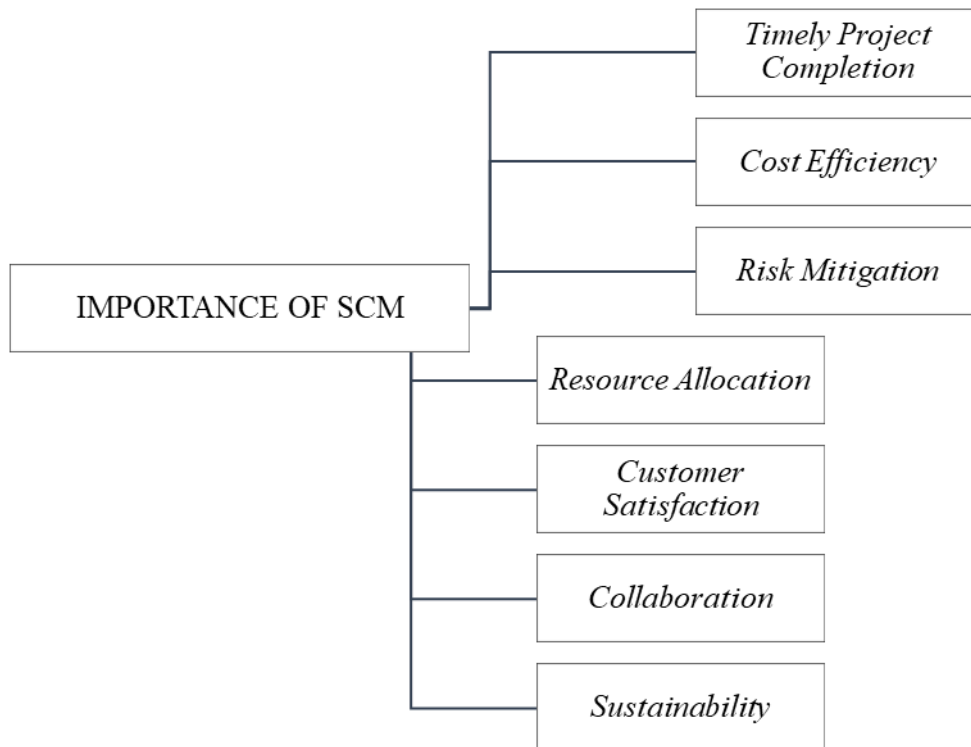 Timely Project
Completion
Cost Efficiency
Risk Mitigation
IMPORTANCE OF SCM
Resource Allocation
Customer
Satisfaction
Collaboration
Sustainability